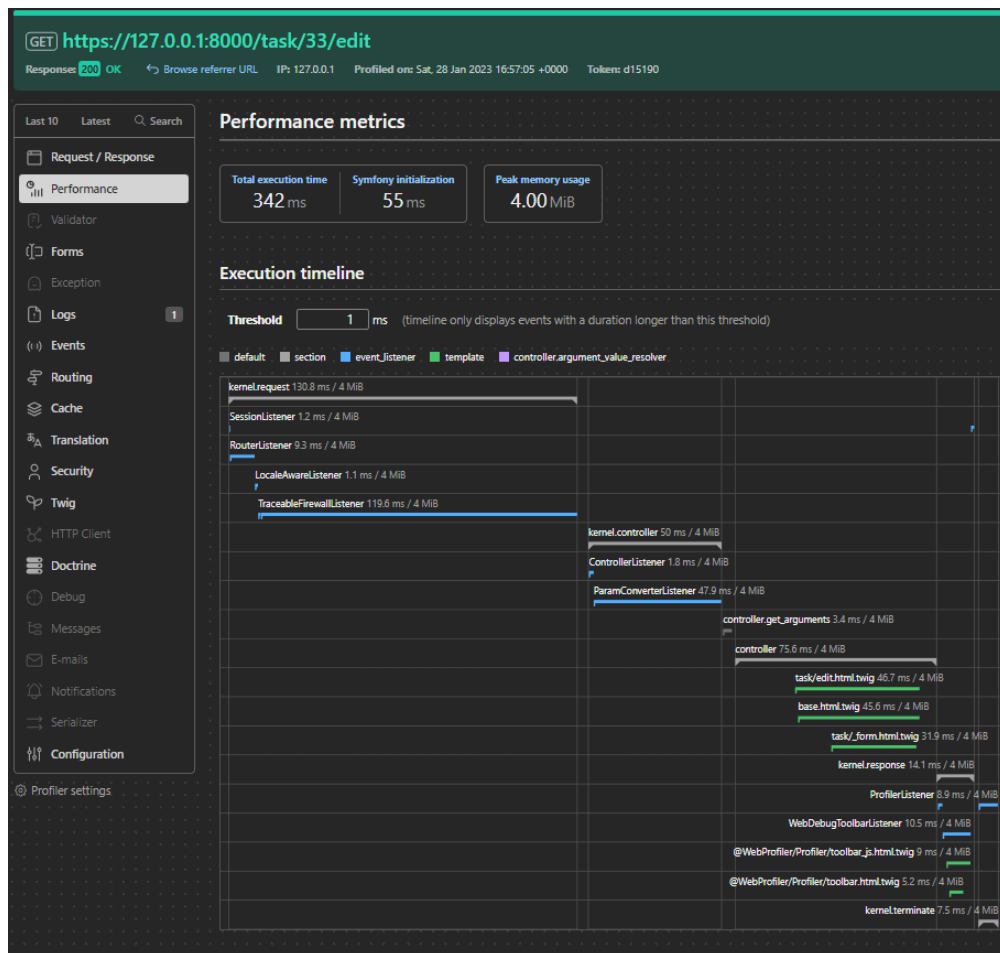 GET https://127.0.0.1:8000/task/33/edit
Response: 200 OK Browse referrer URL IP: 127.0.0.1 Profiled on: Sat, 28 Jan 2023 16:57:05 +0000 Token: d15190
Last 10 Latest Search
Request / Response
Performance
Validator
Forms
Exception
Logs 1
Events
Routing
Cache
Translation
Security
Twig
HTTP Client
Doctrine
Debug
Messages
E-mails
Notifications
Serializer
Configuration
Profiler settings
Performance metrics
Total execution time Symfony initialization Peak memory usage
342 ms 55 ms 4.00 MiB
Execution timeline
Threshold 1 ms (timeline only displays events with a duration longer than this threshold)
default section event_listener template controller.argument_value_resolver
kernel.request 130.8 ms / 4 MiB
SessionListener 1.2 ms / 4 MiB
RouterListener 9.3 ms / 4 MiB
LocaleAwareListener 1.1 ms / 4 MiB
TraceableFirewallListener 119.6 ms / 4 MiB
kernel.controller 50 ms / 4 MiB
ControllerListener 1.8 ms / 4 MiB
ParamConverterListener 47.9 ms / 4 MiB
controller.get_arguments 3.4 ms / 4 MiB
controller 75.6 ms / 4 MiB
task/edit.html.twig 46.7 ms / 4 MiB
base.html.twig 45.6 ms / 4 MiB
task/_form.html.twig 31.9 ms / 4 MiB
kernel.response 14.1 ms / 4 MiB
ProfilerListener 8.9 ms / 4 MiB
WebDebugToolbarListener 10.5 ms / 4 MiB
@WebProfiler/Profiler/toolbar_js.html.twig 9 ms / 4 MiB
@WebProfiler/Profiler/toolbar.html.twig 5.2 ms / 4 MiB
kernel.terminate 7.5 ms / 4 MiB